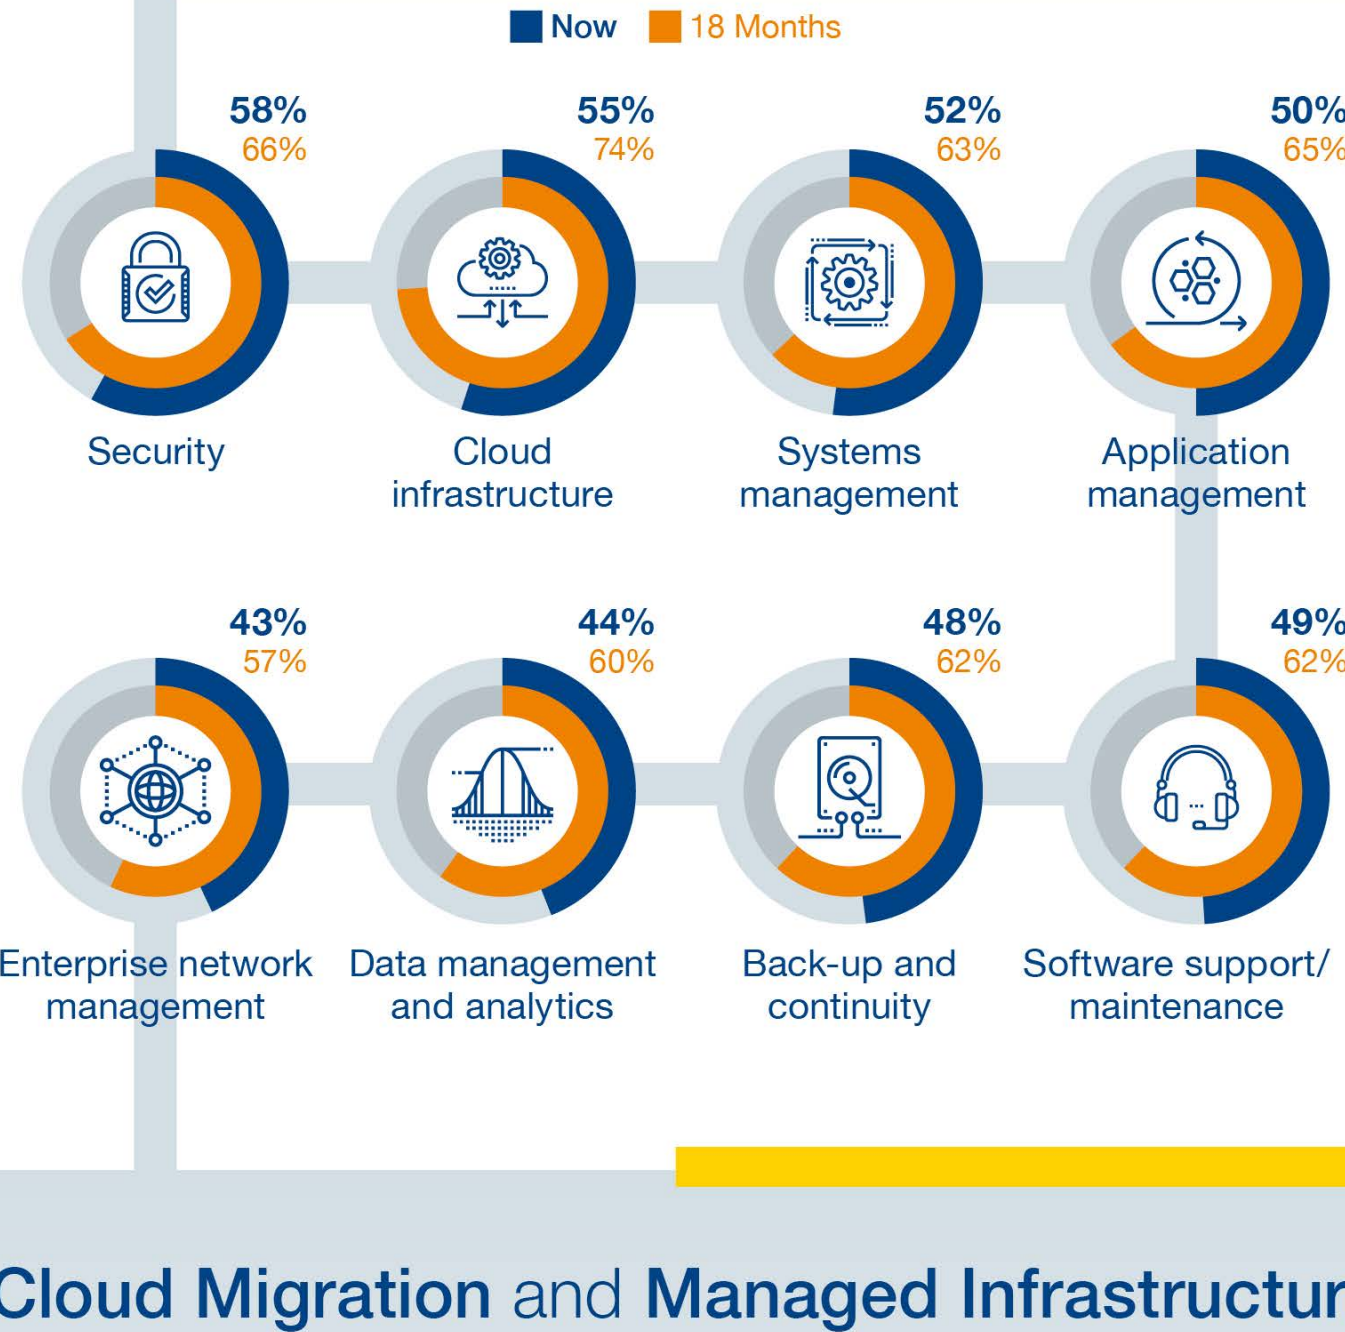 Now 18 Months
58% 55% 52% 50%
66% 74% 63% 65%
Security Cloud Systems Application
infrastructure management management
43% 44% 48% 49%
57% 60% 62% 62%
Enterprise network Data management Back-up and Software support/
management and analytics continuity maintenance
Cloud Migration and Managed Infrastructur